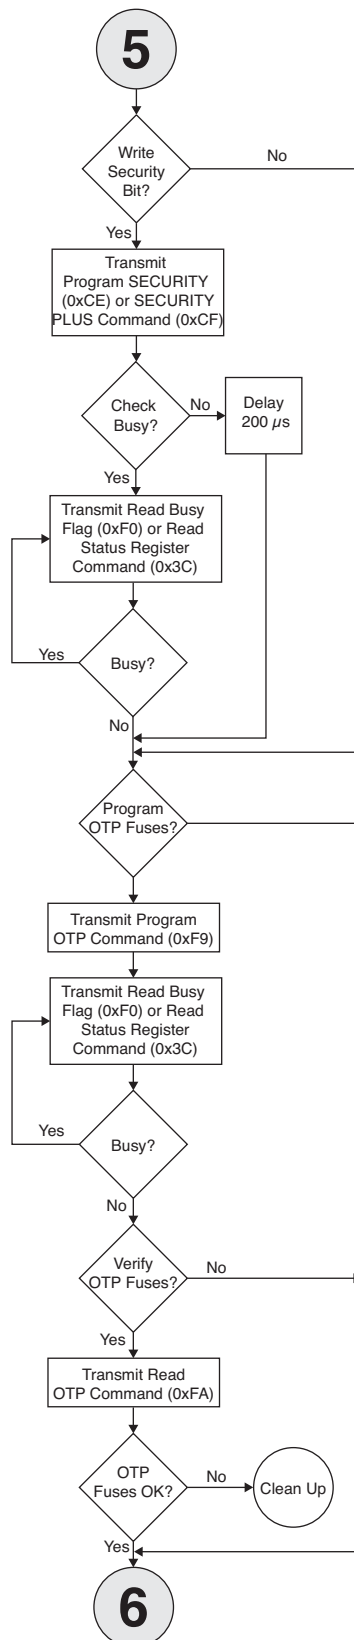 5
Write
Security
Bit?
No
Yes
Transmit
Program SECURITY
(0xCE) or SECURITY
PLUS Command (0xCF)
Check
Busy?
No
Delay
200 µs
Yes
Transmit Read Busy
Flag (0xF0) or Read
Status Register
Command (0x3C)
Yes
Busy?
No
Program
OTP Fuses?
Transmit Program
OTP Command (0xF9)
Transmit Read Busy
Flag (0xF0) or Read
Status Register
Command (0x3C)
Yes
Busy?
No
Verify
OTP Fuses?
No
Yes
Transmit Read
OTP Command (0xFA)
OTP
Fuses OK?
No
Clean Up
Yes
6